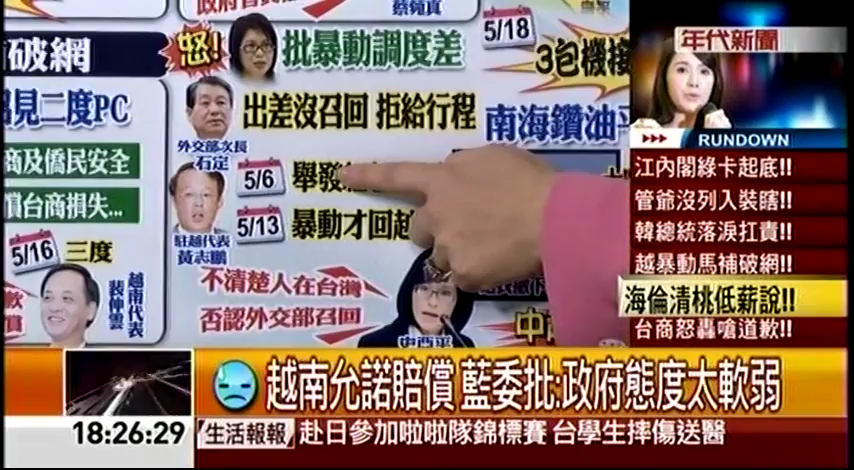 蔡宛真
破網
怒!
批暴動調度差
5/18
3包機接
見二度PC
出差沒召回 拒給行程
南海鑽油
外交部次長
石定
商及僑民安全
償台商損失...
5/6
舉發
5/13
暴動才回越
駐越代表
黃志鵬
5/16
三度
越南代表
裴仲雲
不清楚人在台灣
否認外交部召回
年代新聞
RUNDOWN
江內閣綠卡起底!!
管爺沒列入裝瞎!!
韓總統落淚扛責!!
越暴動馬補破網!!
海倫清桃低薪說!!
台商怒轟嗆道歉!!
越南允諾賠償 藍委批:政府態度太軟弱
18:26:29
生活報報
赴日參加啦啦隊錦標賽 台學生摔傷送醫